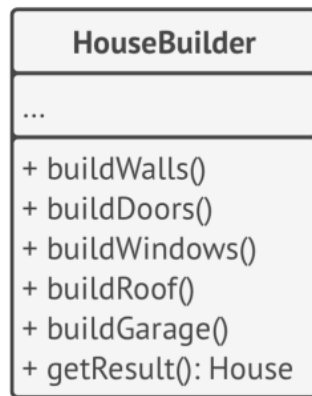 HouseBuilder
...
+ buildWalls()
+ buildDoors()
+ buildWindows()
+ buildRoof()
+ buildGarage()
+ getResult(): House